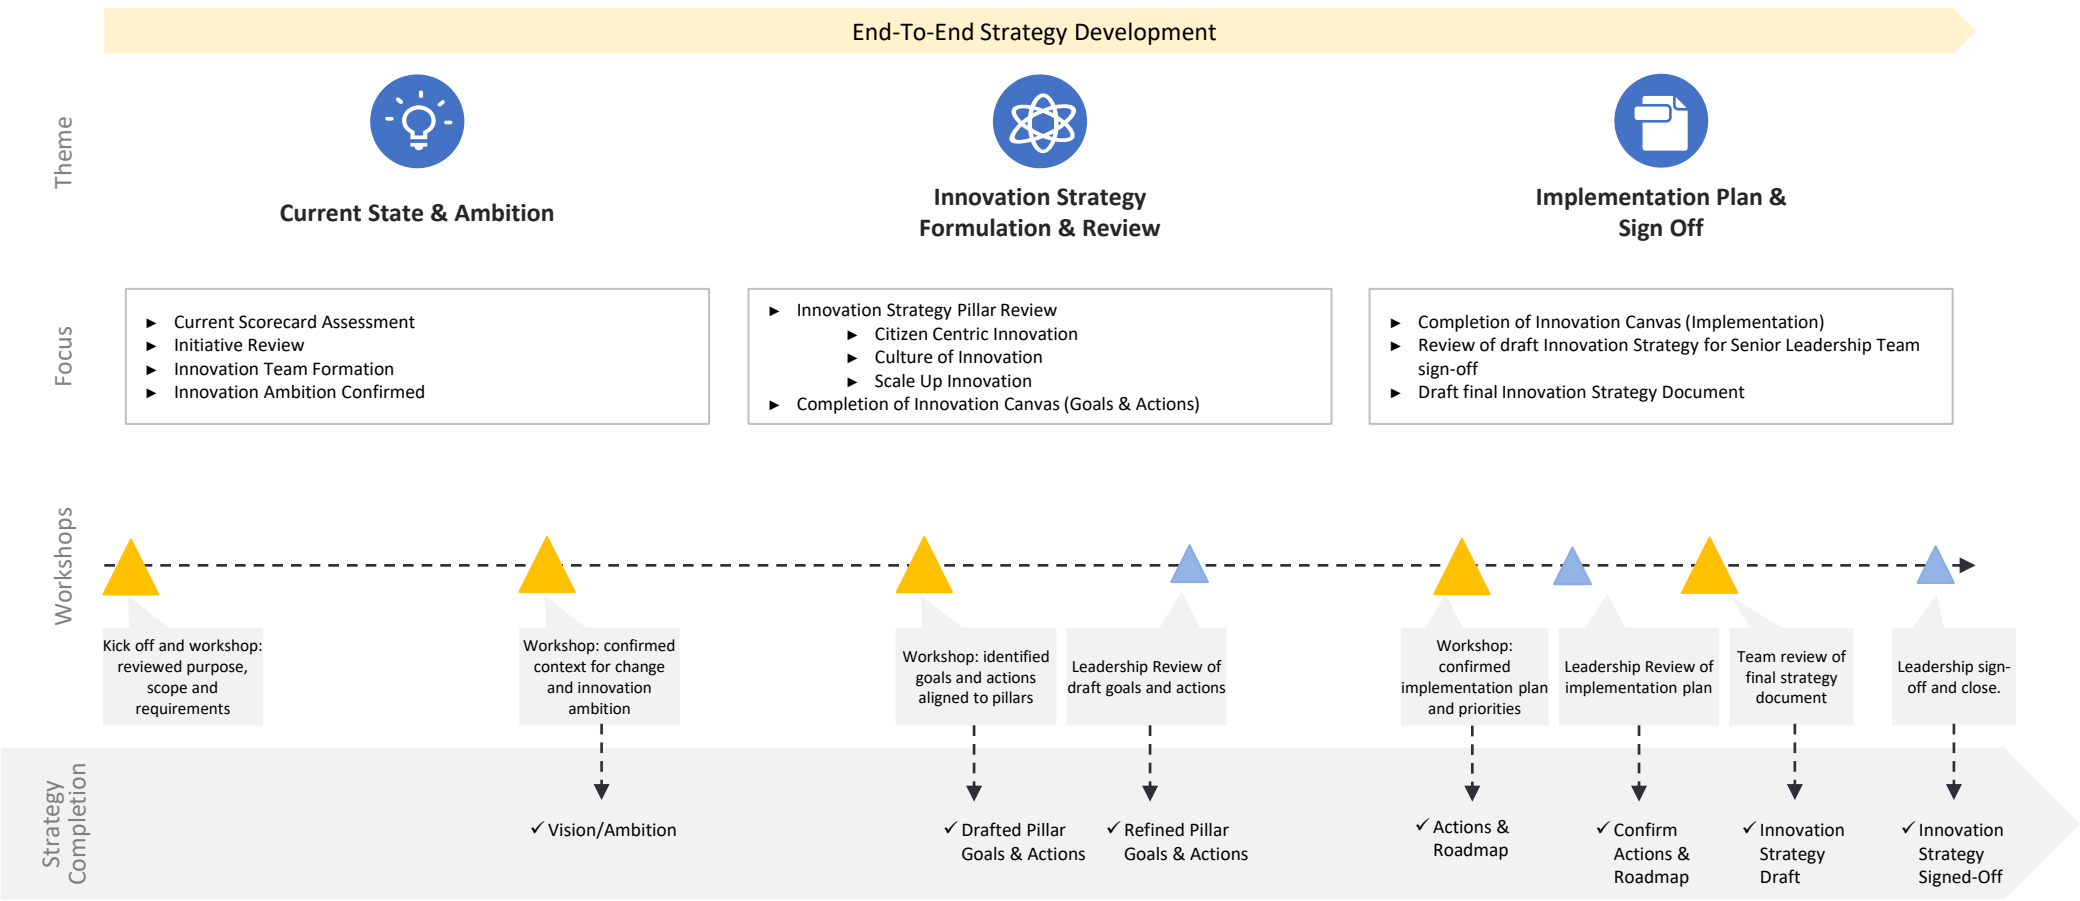 End-To-End Strategy Development
Theme
Current State & Ambition
Innovation Strategy
Formulation & Review
Implementation Plan &
Sign Off
Focus
► Current Scorecard Assessment
► Initiative Review
► Innovation Team Formation
► Innovation Ambition Confirmed
► Innovation Strategy Pillar Review
► Citizen Centric Innovation
► Culture of Innovation
► Scale Up Innovation
► Completion of Innovation Canvas (Goals & Actions)
► Completion of Innovation Canvas (Implementation)
► Review of draft Innovation Strategy for Senior Leadership Team
sign-off
► Draft final Innovation Strategy Document
Workshops
Kick off and workshop:
reviewed purpose,
scope and
requirements
Workshop: confirmed
context for change
and innovation
ambition
Workshop: identified
goals and actions
aligned to pillars
Leadership Review of
draft goals and actions
Workshop:
confirmed
implementation plan
and priorities
Leadership Review of
implementation plan
Team review of
final strategy
document
Leadership sign-
off and close.
Strategy
Completion
✓ Vision/Ambition
✓ Drafted Pillar
Goals & Actions
✓ Refined Pillar
Goals & Actions
✓ Actions &
Roadmap
✓ Confirm
Actions &
Roadmap
✓ Innovation
Strategy
Draft
✓ Innovation
Strategy
Signed-Off